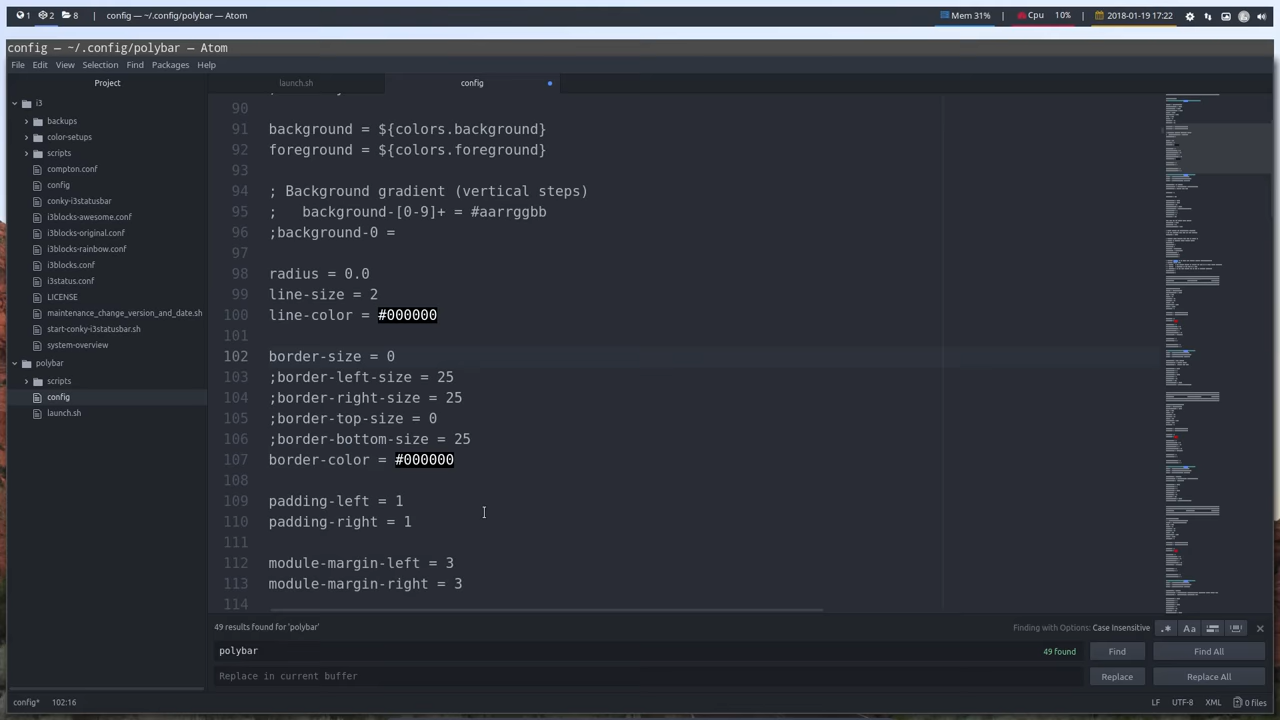 1 2 8 config — ~/.config/polybar — Atom Mem 31% Cpu 10% 2018-01-19 17:22
config — ~/.config/polybar — Atom
File Edit View Selection Find Packages Help
Project
launch.sh
config
i3
backups
color-setups
scripts
compton.conf
config
conky-i3statusbar
i3blocks-awesome.conf
i3blocks-original.conf
i3blocks-rainbow.conf
i3blocks.conf
i3status.conf
LICENSE
maintenance_change_version_and_date.sh
start-conky-i3statusbar.sh
system-overview
polybar
scripts
config
launch.sh
90
91 background = ${colors.background}
92 foreground = ${colors.foreground}
93
94 ; Background gradient (vertical steps)
95 ;   background-[0-9]+ = #aarrggbb
96 ;background-0 =
97
98 radius = 0.0
99 line-size = 2
100 line-color = #000000
101
102 border-size = 0
103 ;border-left-size = 25
104 ;border-right-size = 25
105 ;border-top-size = 0
106 ;border-bottom-size = 25
107 border-color = #000000
108
109 padding-left = 1
110 padding-right = 1
111
112 module-margin-left = 3
113 module-margin-right = 3
114
49 results found for 'polybar' Finding with Options: Case Insensitive .* Aa
polybar 49 found Find Find All
Replace in current buffer Replace Replace All
config* 102:16 LF UTF-8 XML 0 files